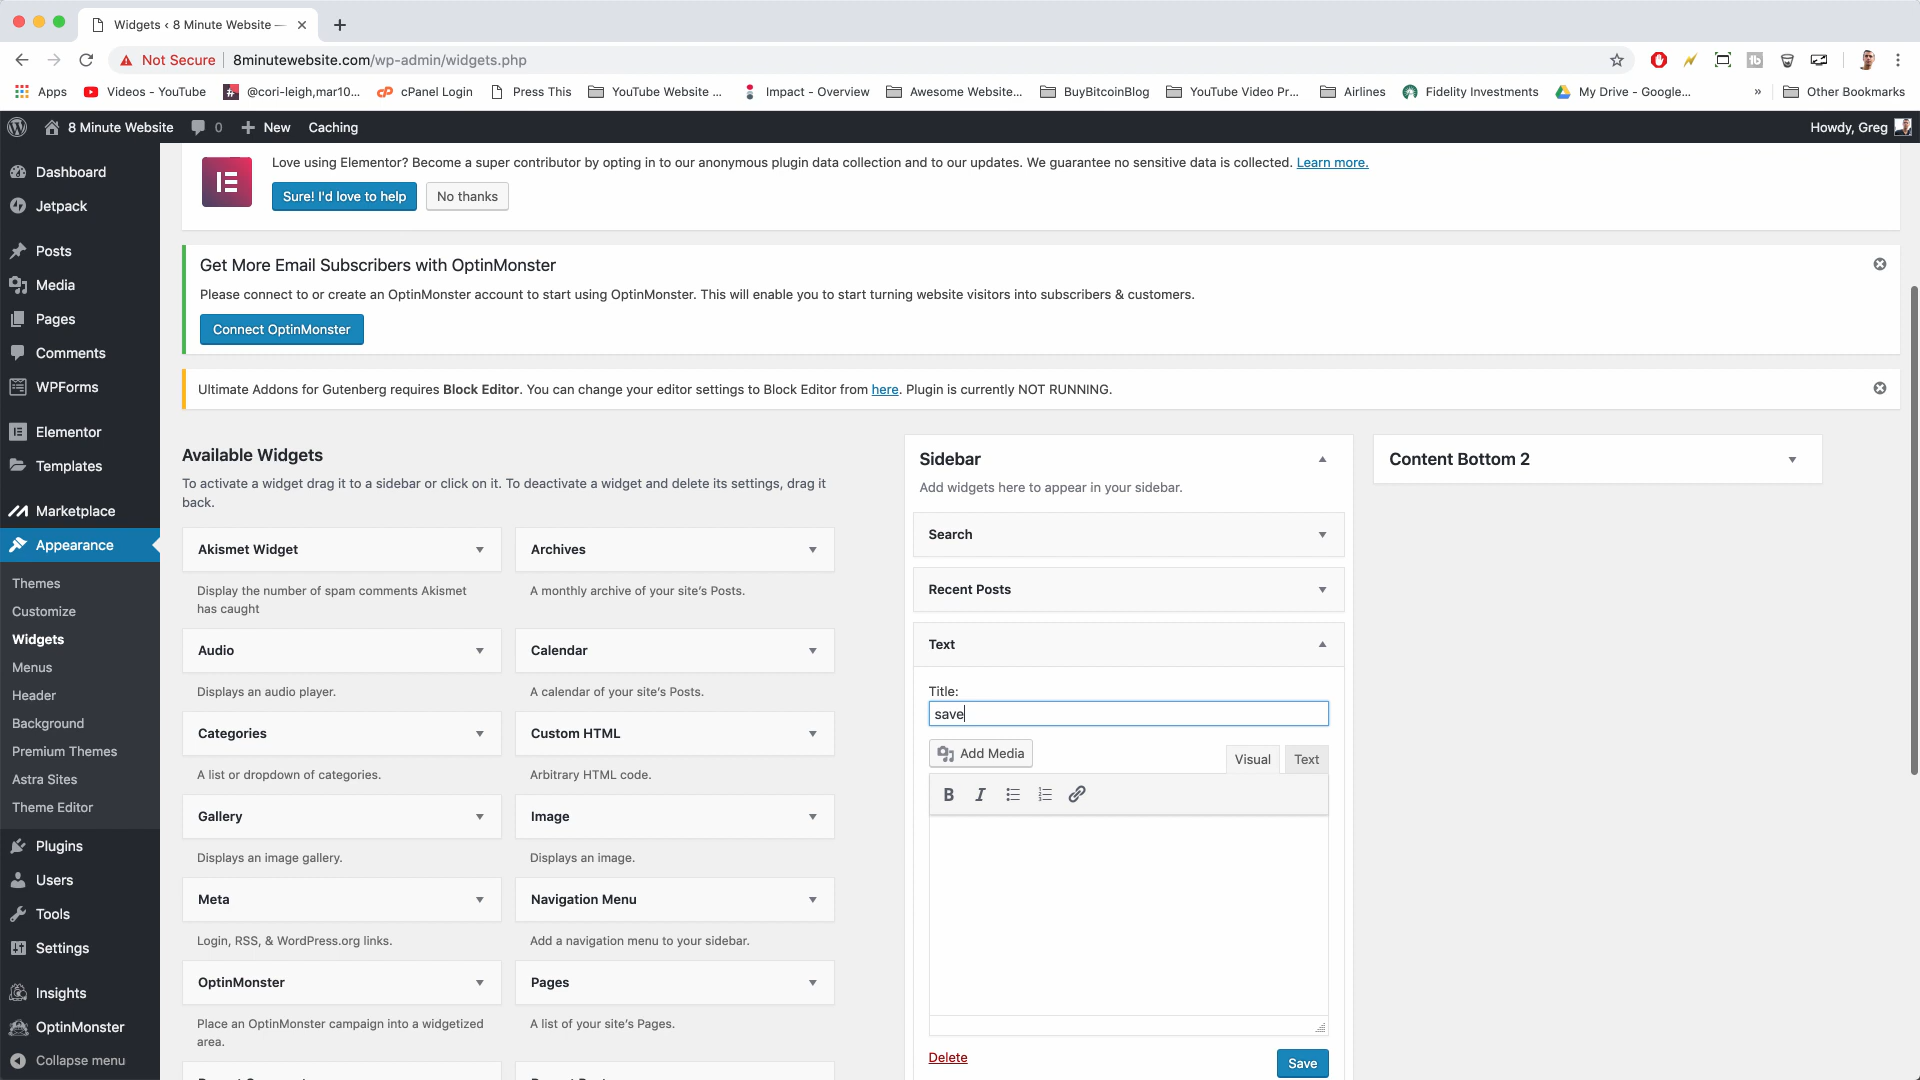 Widgets ‹ 8 Minute Website —
Not Secure
8minutewebsite.com/wp-admin/widgets.php
Apps
Videos - YouTube
@cori-leigh,mar10...
cPanel Login
Press This
YouTube Website ...
Impact - Overview
Awesome Website...
BuyBitcoinBlog
YouTube Video Pr...
Airlines
Fidelity Investments
My Drive - Google...
»
Other Bookmarks
8 Minute Website
0
New
Caching
Howdy, Greg
Dashboard
Jetpack
Posts
Media
Pages
Comments
WPForms
Elementor
Templates
Marketplace
Appearance
Themes
Customize
Widgets
Menus
Header
Background
Premium Themes
Astra Sites
Theme Editor
Plugins
Users
Tools
Settings
Insights
OptinMonster
Collapse menu
Love using Elementor? Become a super contributor by opting in to our anonymous plugin data collection and to our updates. We guarantee no sensitive data is collected. Learn more.
Sure! I'd love to help
No thanks
Get More Email Subscribers with OptinMonster
Please connect to or create an OptinMonster account to start using OptinMonster. This will enable you to start turning website visitors into subscribers & customers.
Connect OptinMonster
Ultimate Addons for Gutenberg requires Block Editor. You can change your editor settings to Block Editor from here. Plugin is currently NOT RUNNING.
Available Widgets
To activate a widget drag it to a sidebar or click on it. To deactivate a widget and delete its settings, drag it
back.
Akismet Widget
Display the number of spam comments Akismet
has caught
Archives
A monthly archive of your site's Posts.
Audio
Displays an audio player.
Calendar
A calendar of your site's Posts.
Categories
A list or dropdown of categories.
Custom HTML
Arbitrary HTML code.
Gallery
Displays an image gallery.
Image
Displays an image.
Meta
Login, RSS, & WordPress.org links.
Navigation Menu
Add a navigation menu to your sidebar.
OptinMonster
Place an OptinMonster campaign into a widgetized
area.
Pages
A list of your site's Pages.
Sidebar
Add widgets here to appear in your sidebar.
Search
Recent Posts
Text
Title:
save
Add Media
Visual
Text
B I
Delete
Save
Content Bottom 2